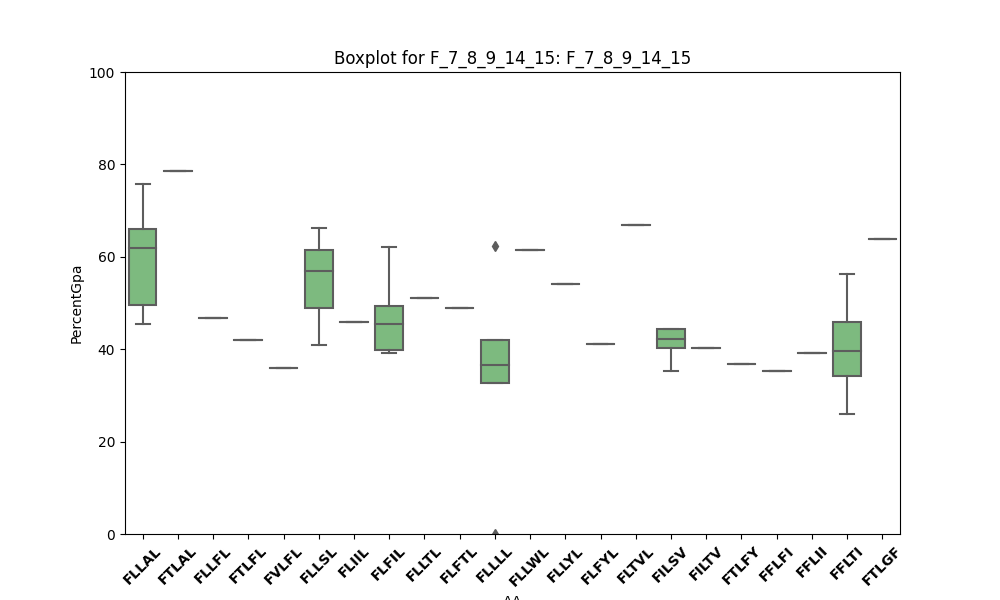 Boxplot for F_7_8_9_14_15: F_7_8_9_14_15
PercentGpa
100
80
60
40
20
0
FLLAL
FTLAL
FLLFL
FTLFL
FVLFL
FLLSL
FLIIL
FLFIL
FLLTL
FLFTL
FLLLL
FLLWL
FLLYL
FLFYL
FLTVL
FILSV
FILTV
FTLFY
FFLFI
FFLII
FFLTI
FTLGF
AA